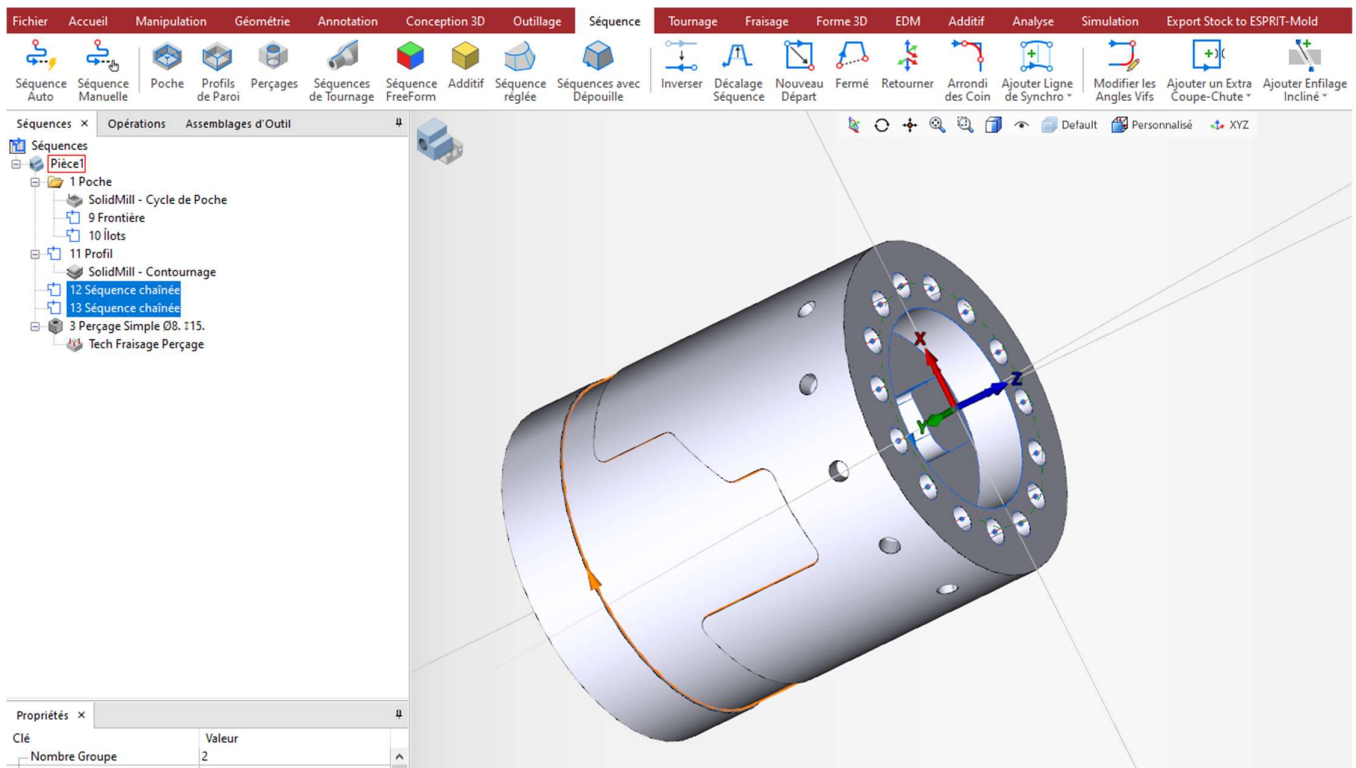 Fichier Accueil Manipulation Géométrie Annotation Conception 3D Outillage Séquence Tournage Fraisage Forme 3D EDM Additif Analyse Simulation Export Stock to ESPRIT-Mold
Séquence Auto
Séquence Manuelle
Poche
Profils de Paroi
Perçages
Séquences de Tournage
Séquence FreeForm
Additif
Séquence réglée
Séquences avec Dépouille
Inverser
Décalage Séquence
Nouveau Départ
Fermé
Retourner
Arrondi des Coin
Ajouter Ligne de Synchro
Modifier les Angles Vifs
Ajouter un Extra Coupe-Chute
Ajouter Enfilage Incliné
Séquences × Opérations Assemblages d'Outil
Default Personnalisé XYZ
Séquences
Pièce1
1 Poche
SolidMill - Cycle de Poche
9 Frontière
10 Îlots
11 Profil
SolidMill - Contournage
12 Séquence chaînée
13 Séquence chaînée
3 Perçage Simple Ø8. ↧15.
Tech Fraisage Perçage
X
Z
Y
Propriétés ×
Clé Valeur
Nombre Groupe 2